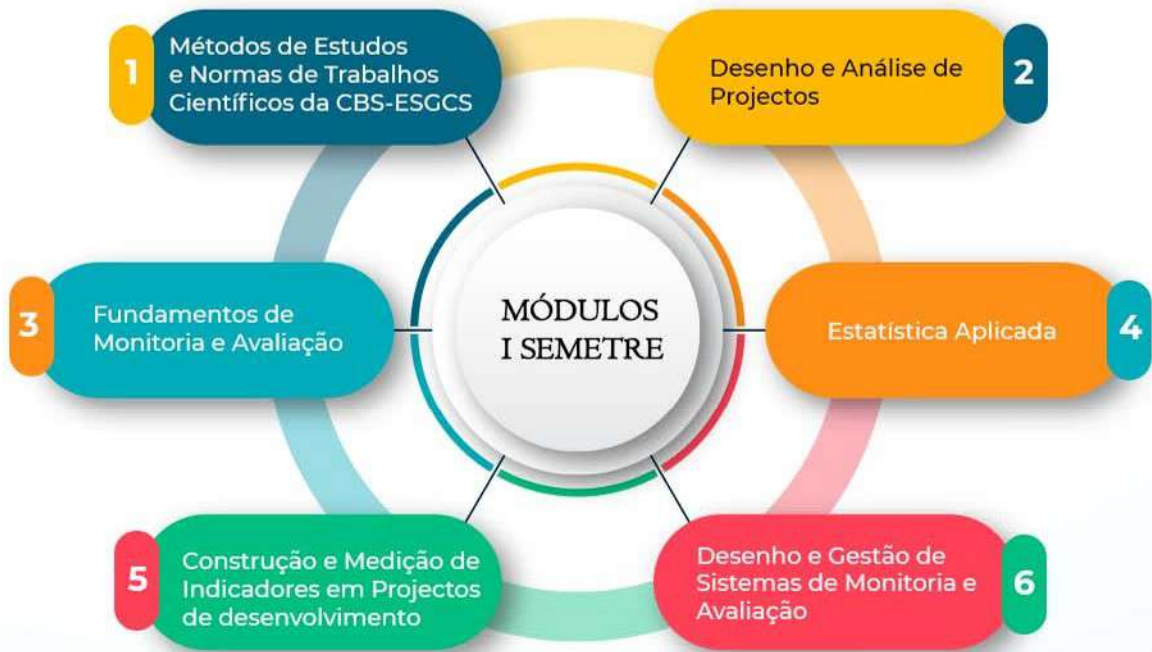 MÓDULOS
I SEMETRE
1
Métodos de Estudos
e Normas de Trabalhos
Científicos da CBS-ESGCS
2
Desenho e Análise de
Projectos
3
Fundamentos de
Monitoria e Avaliação
4
Estatística Aplicada
5
Construção e Medição de
Indicadores em Projectos
de desenvolvimento
6
Desenho e Gestão de
Sistemas de Monitoria e
Avaliação